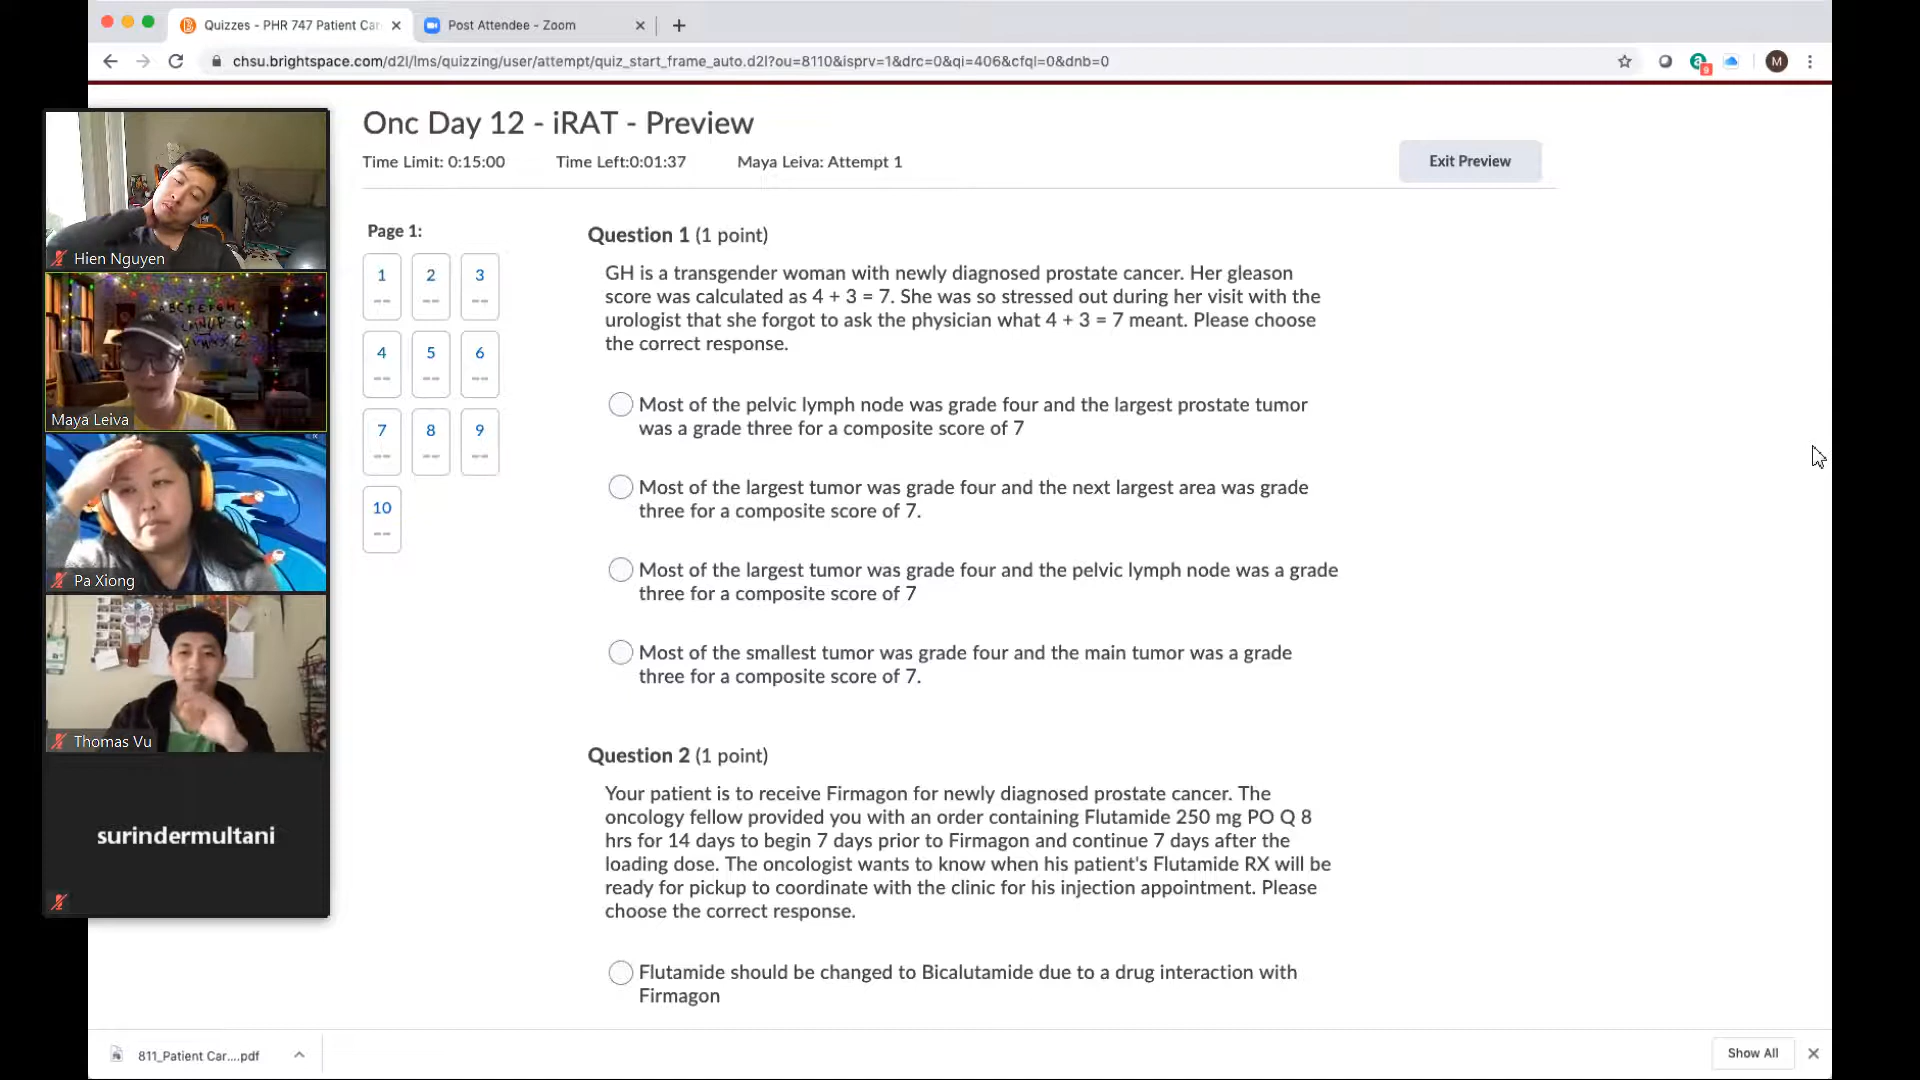 Quizzes - PHR 747 Patient Car
Post Attendee - Zoom
chsu.brightspace.com/d2l/lms/quizzing/user/attempt/quiz_start_frame_auto.d2l?ou=8110&isprv=1&drc=0&qi=406&cfql=0&dnb=0
9
M
Hien Nguyen
ABCDEFGH
Maya Leiva
Pa Xiong
Thomas Vu
surindermultani
Onc Day 12 - iRAT - Preview
Time Limit: 0:15:00 Time Left:0:01:37 Maya Leiva: Attempt 1
Exit Preview
Page 1:
1 2 3
-- -- --
4 5 6
-- -- --
7 8 9
-- -- --
10
--
Question 1 (1 point)
GH is a transgender woman with newly diagnosed prostate cancer. Her gleason
score was calculated as 4 + 3 = 7. She was so stressed out during her visit with the
urologist that she forgot to ask the physician what 4 + 3 = 7 meant. Please choose
the correct response.
Most of the pelvic lymph node was grade four and the largest prostate tumor
was a grade three for a composite score of 7
Most of the largest tumor was grade four and the next largest area was grade
three for a composite score of 7.
Most of the largest tumor was grade four and the pelvic lymph node was a grade
three for a composite score of 7
Most of the smallest tumor was grade four and the main tumor was a grade
three for a composite score of 7.
Question 2 (1 point)
Your patient is to receive Firmagon for newly diagnosed prostate cancer. The
oncology fellow provided you with an order containing Flutamide 250 mg PO Q 8
hrs for 14 days to begin 7 days prior to Firmagon and continue 7 days after the
loading dose. The oncologist wants to know when his patient's Flutamide RX will be
ready for pickup to coordinate with the clinic for his injection appointment. Please
choose the correct response.
Flutamide should be changed to Bicalutamide due to a drug interaction with
Firmagon
811_Patient Car....pdf
Show All